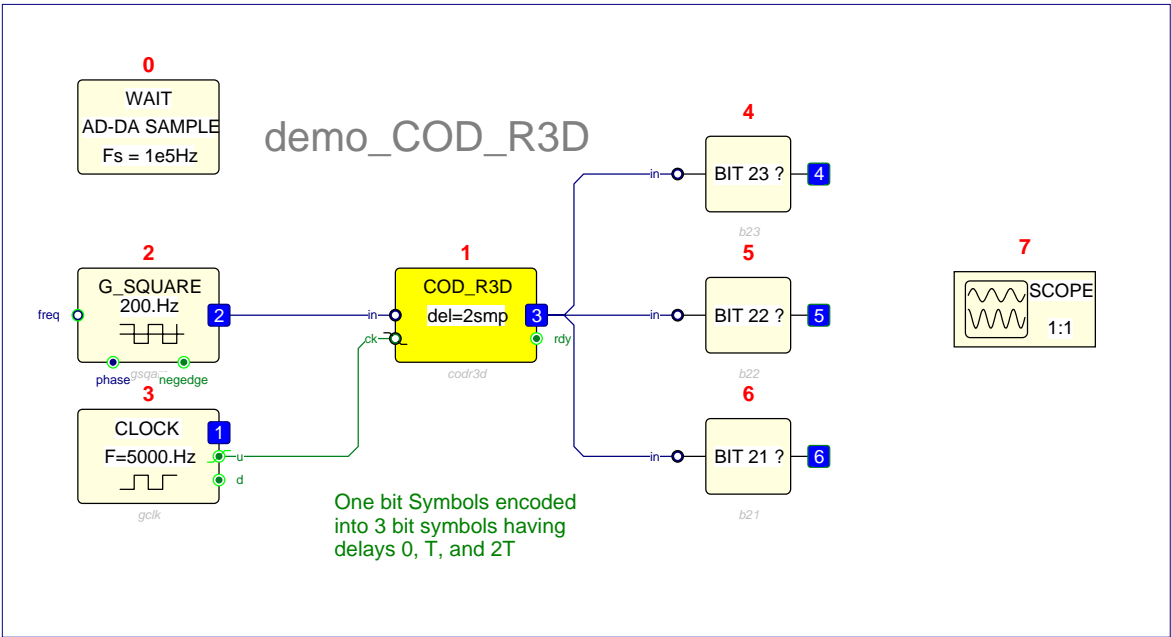 0
WAIT
AD-DA SAMPLE
Fs = 1e5Hz
demo_COD_R3D
4
in
BIT 23 ?
4
b23
2
G_SQUARE
200.Hz
freq
2
phase
negedge
1
COD_R3D
in
del=2smp
3
ck
rdy
codr3d
5
in
BIT 22 ?
5
b22
7
SCOPE
1:1
3
CLOCK
1
F=5000.Hz
u
d
gclk
6
in
BIT 21 ?
6
b21
One bit Symbols encoded
into 3 bit symbols having
delays 0, T, and 2T